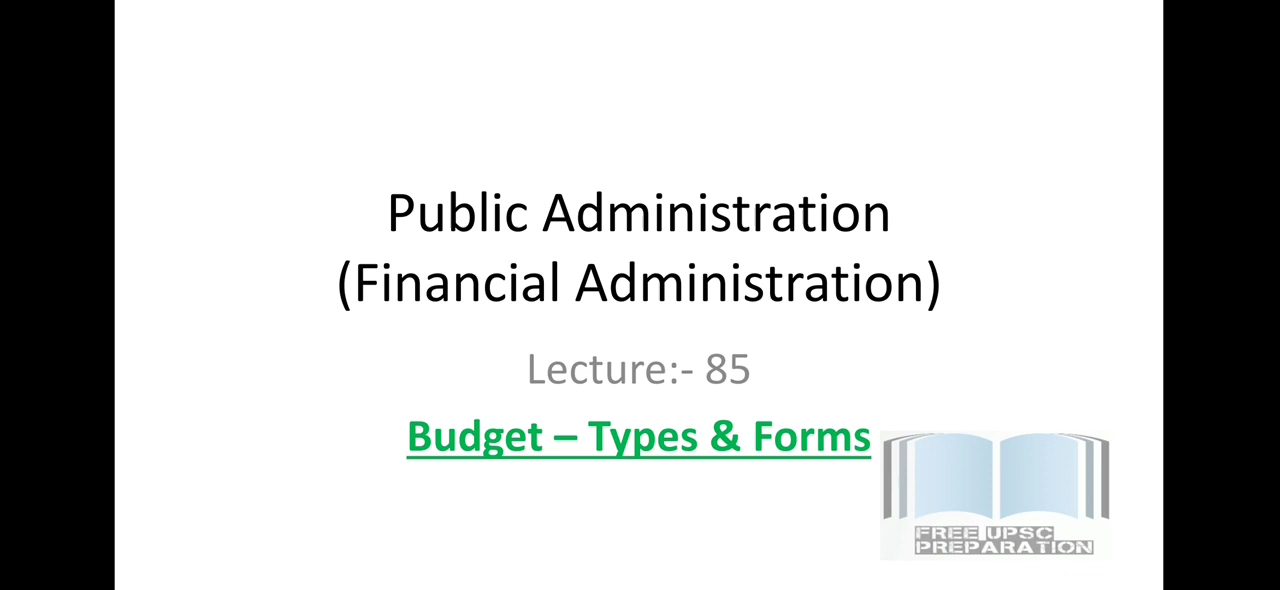 Public Administration
(Financial Administration)
Lecture:- 85
Budget – Types & Forms
FREE UPSC
PREPARATION